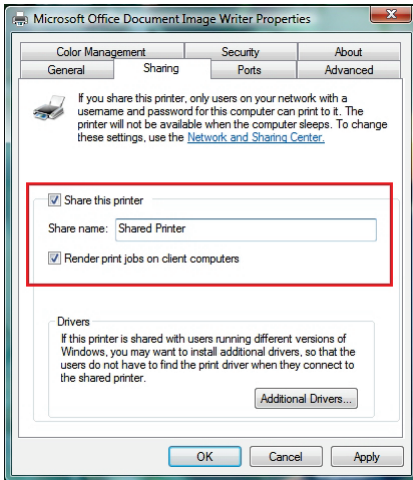 Microsoft Office Document Image Writer Properties
Color Management Security About
General Sharing Ports Advanced
If you share this printer, only users on your network with a
username and password for this computer can print to it. The
printer will not be available when the computer sleeps. To change
these settings, use the Network and Sharing Center.
Share this printer
Share name: Shared Printer
Render print jobs on client computers
Drivers
If this printer is shared with users running different versions of
Windows, you may want to install additional drivers, so that the
users do not have to find the print driver when they connect to
the shared printer.
Additional Drivers...
OK Cancel Apply